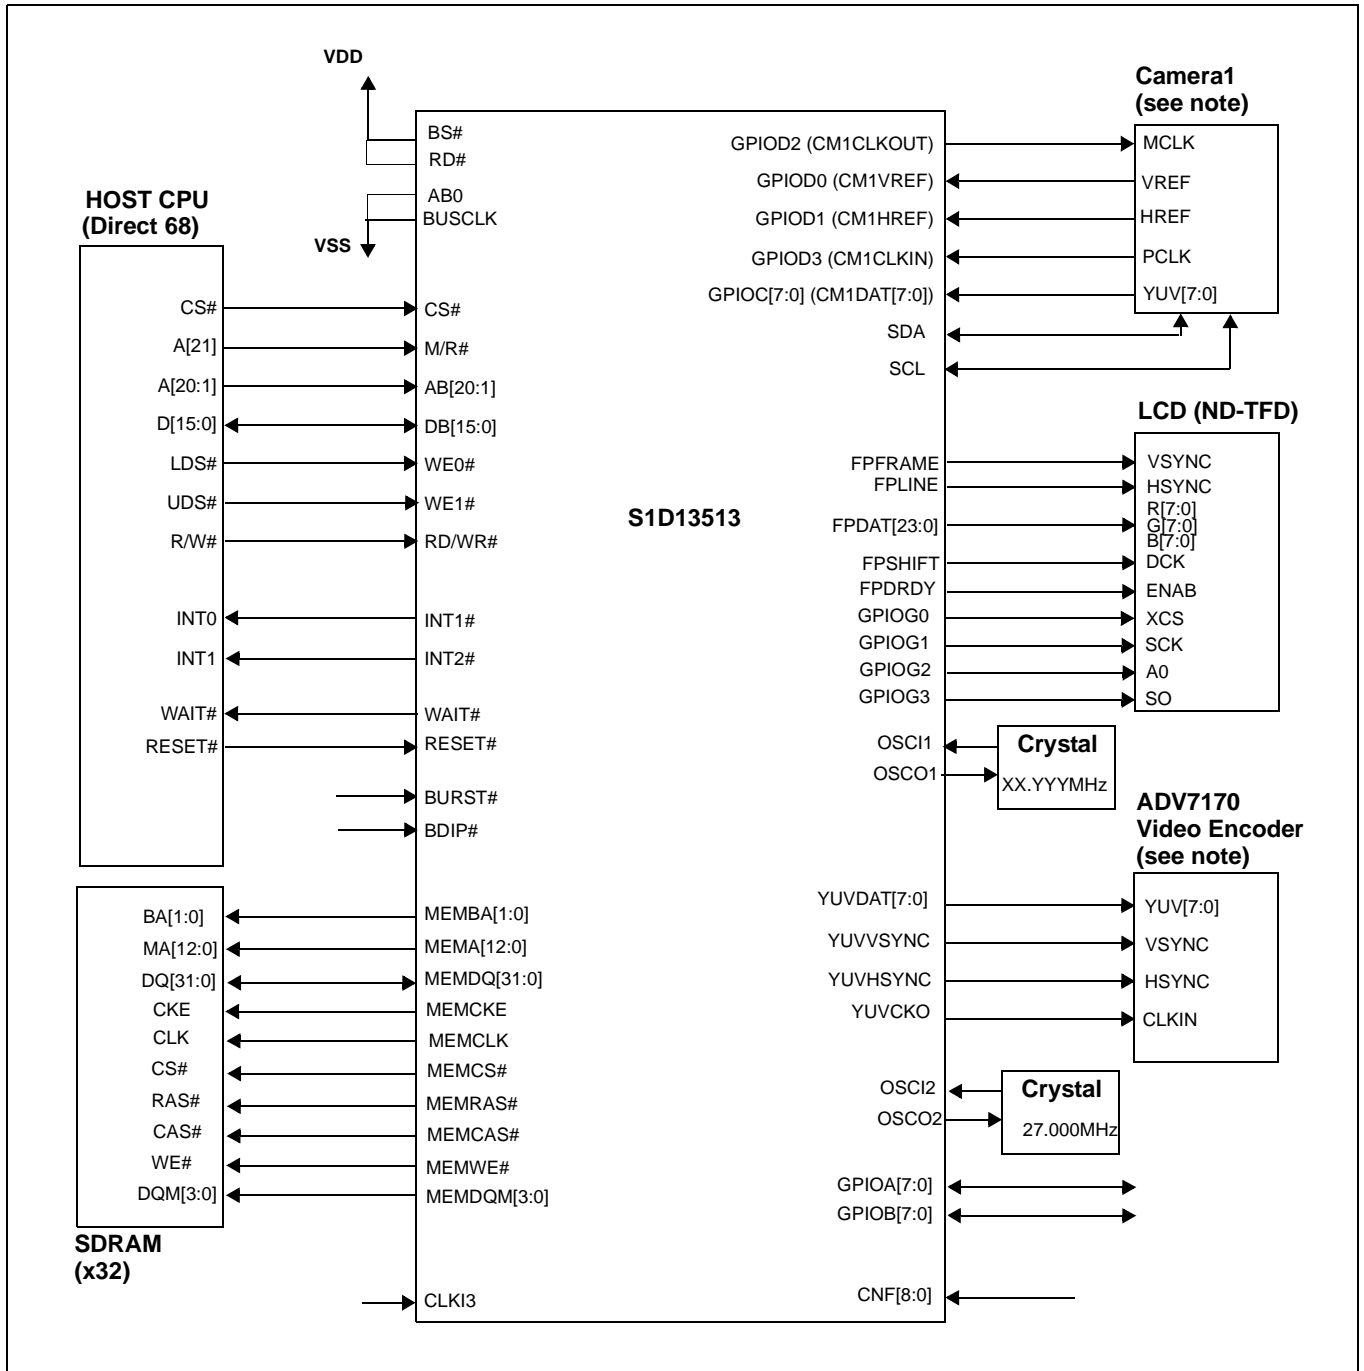 VDD
BS#
RD#
AB0
BUSCLK
VSS
HOST CPU
(Direct 68)
CS#
A[21]
A[20:1]
D[15:0]
LDS#
UDS#
R/W#
INT0
INT1
WAIT#
RESET#
CS#
M/R#
AB[20:1]
DB[15:0]
WE0#
WE1#
RD/WR#
INT1#
INT2#
WAIT#
RESET#
BURST#
BDIP#
BA[1:0]
MA[12:0]
DQ[31:0]
CKE
CLK
CS#
RAS#
CAS#
WE#
DQM[3:0]
SDRAM
(x32)
MEMBA[1:0]
MEMA[12:0]
MEMDQ[31:0]
MEMCKE
MEMCLK
MEMCS#
MEMRAS#
MEMCAS#
MEMWE#
MEMDQM[3:0]
CLKI3
S1D13513
GPIOD2 (CM1CLKOUT)
GPIOD0 (CM1VREF)
GPIOD1 (CM1HREF)
GPIOD3 (CM1CLKIN)
GPIOC[7:0] (CM1DAT[7:0])
SDA
SCL
Camera1
(see note)
MCLK
VREF
HREF
PCLK
YUV[7:0]
FPFRAME
FPLINE
FPDAT[23:0]
FPSHIFT
FPDRDY
GPIOG0
GPIOG1
GPIOG2
GPIOG3
LCD (ND-TFD)
VSYNC
HSYNC
R[7:0]
G[7:0]
B[7:0]
DCK
ENAB
XCS
SCK
A0
SO
OSCI1
OSCO1
Crystal
XX.YYYMHz
ADV7170
Video Encoder
(see note)
YUVDAT[7:0]
YUVVSYNC
YUVHSYNC
YUVCKO
YUV[7:0]
VSYNC
HSYNC
CLKIN
OSCI2
OSCO2
Crystal
27.000MHz
GPIOA[7:0]
GPIOB[7:0]
CNF[8:0]